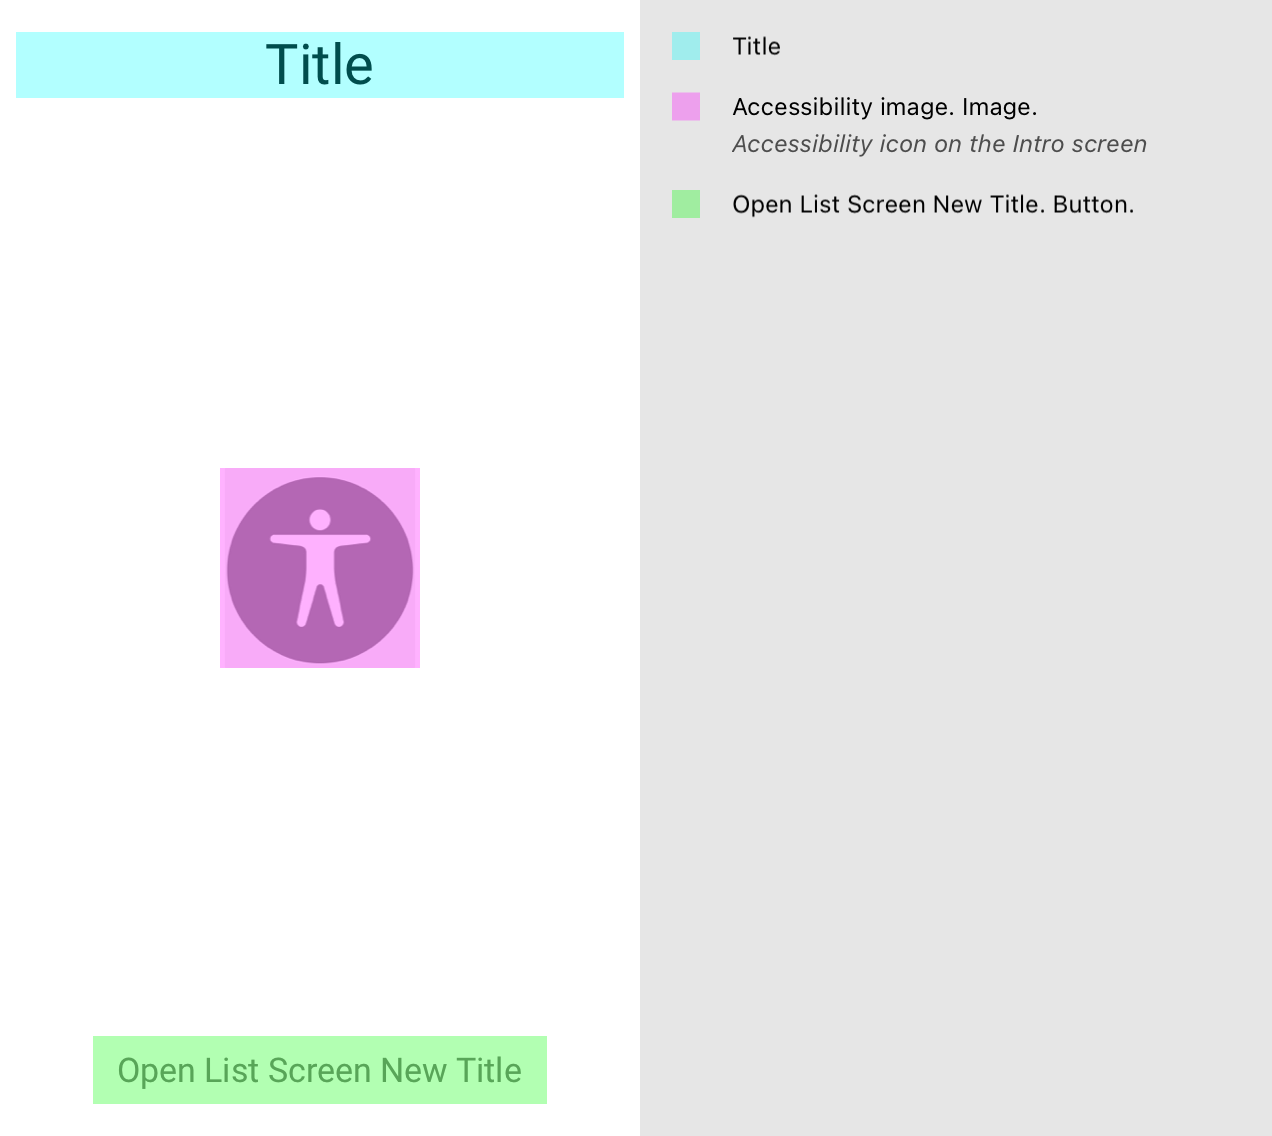 Title
Open List Screen New Title
Title
Accessibility image. Image.
Accessibility icon on the Intro screen
Open List Screen New Title. Button.